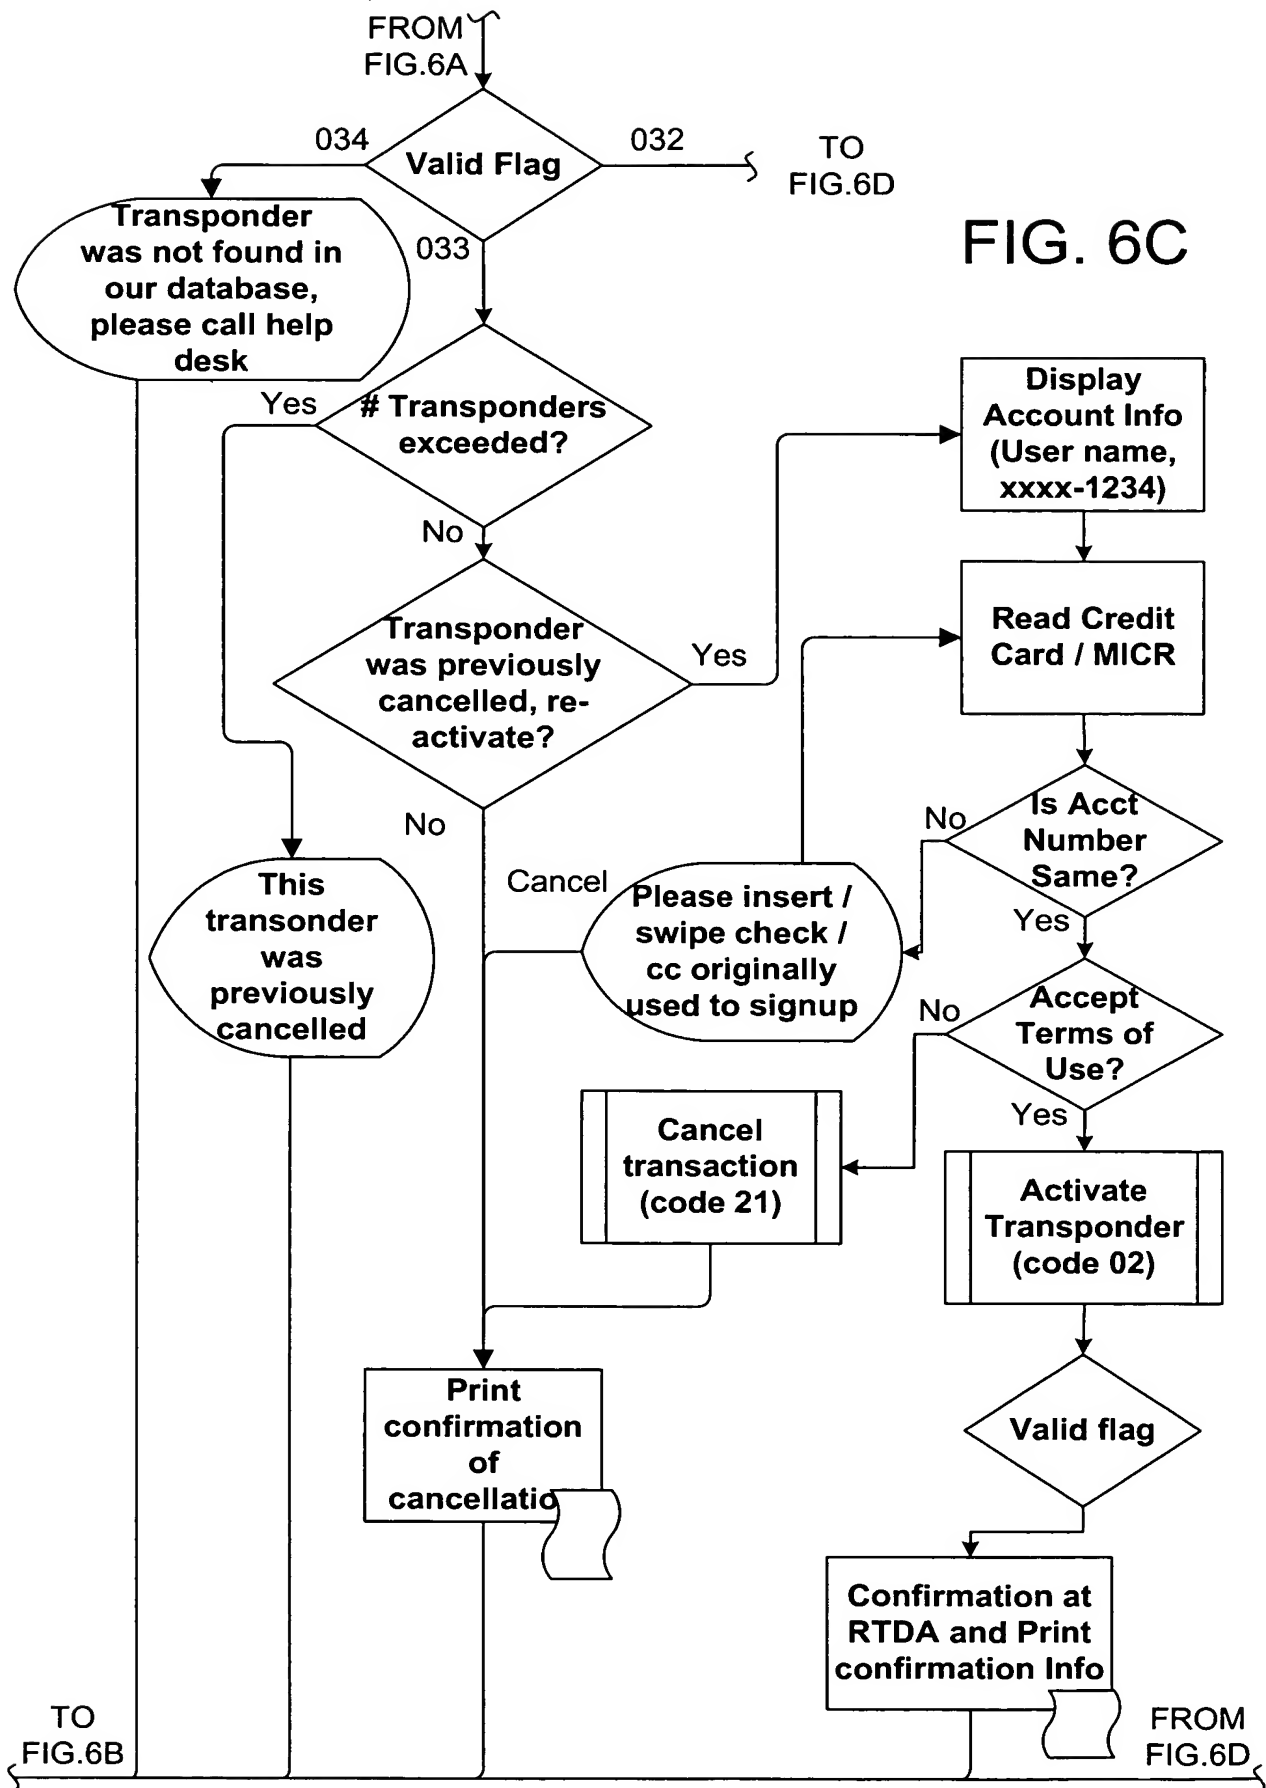 FROM
FIG.6A
034
Valid Flag
032
TO
FIG.6D
FIG. 6C
033
Transponder
was not found in
our database,
please call help
desk
Yes
# Transponders
exceeded?
No
Display
Account Info
(User name,
xxxx-1234)
Transponder
was previously
cancelled, re-
activate?
Yes
No
Read Credit
Card / MICR
Is Acct
Number
Same?
No
Yes
This
transonder
was
previously
cancelled
Cancel
Please insert /
swipe check /
cc originally
used to signup
Accept
Terms of
Use?
No
Yes
Cancel
transaction
(code 21)
Activate
Transponder
(code 02)
Print
confirmation
of
cancellatio
Valid flag
Confirmation at
RTDA and Print
confirmation Info
TO
FIG.6B
FROM
FIG.6D